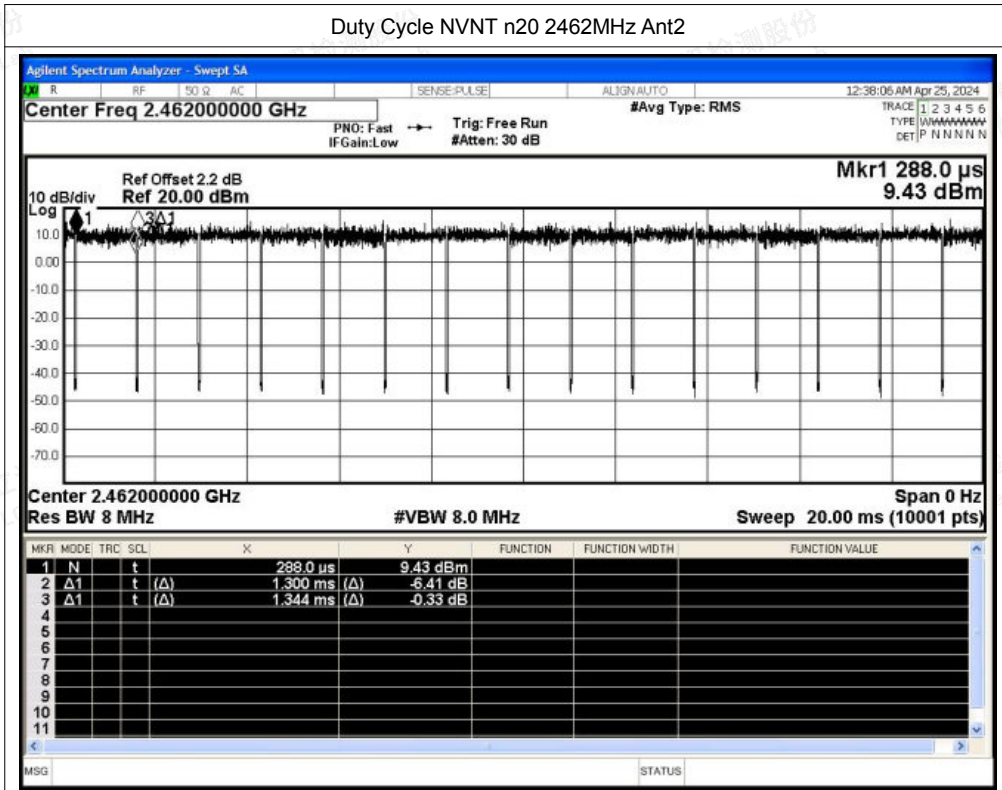 Duty Cycle NVNT n20 2462MHz Ant2
Agilent Spectrum Analyzer - Swept SA
LXI R RF 50 Ω AC SENSE:PULSE ALIGN AUTO 12:38:06 AM Apr 25, 2024
Center Freq 2.462000000 GHz #Avg Type: RMS TRACE 1 2 3 4 5 6
PNO: Fast Trig: Free Run TYPE WWWWWW
IFGain:Low #Atten: 30 dB DET P N N N N N
Mkr1 288.0 µs
Ref Offset 2.2 dB
10 dB/div Ref 20.00 dBm 9.43 dBm
Log
1 3Δ1
10.0
0.00
-10.0
-20.0
-30.0
-40.0
-50.0
-60.0
-70.0
Center 2.462000000 GHz Span 0 Hz
Res BW 8 MHz #VBW 8.0 MHz Sweep 20.00 ms (10001 pts)
MKR MODE TRC SCL X Y FUNCTION FUNCTION WIDTH FUNCTION VALUE
1 N t 288.0 µs 9.43 dBm
2 Δ1 t (Δ) 1.300 ms (Δ) -6.41 dB
3 Δ1 t (Δ) 1.344 ms (Δ) -0.33 dB
4
5
6
7
8
9
10
11
MSG STATUS